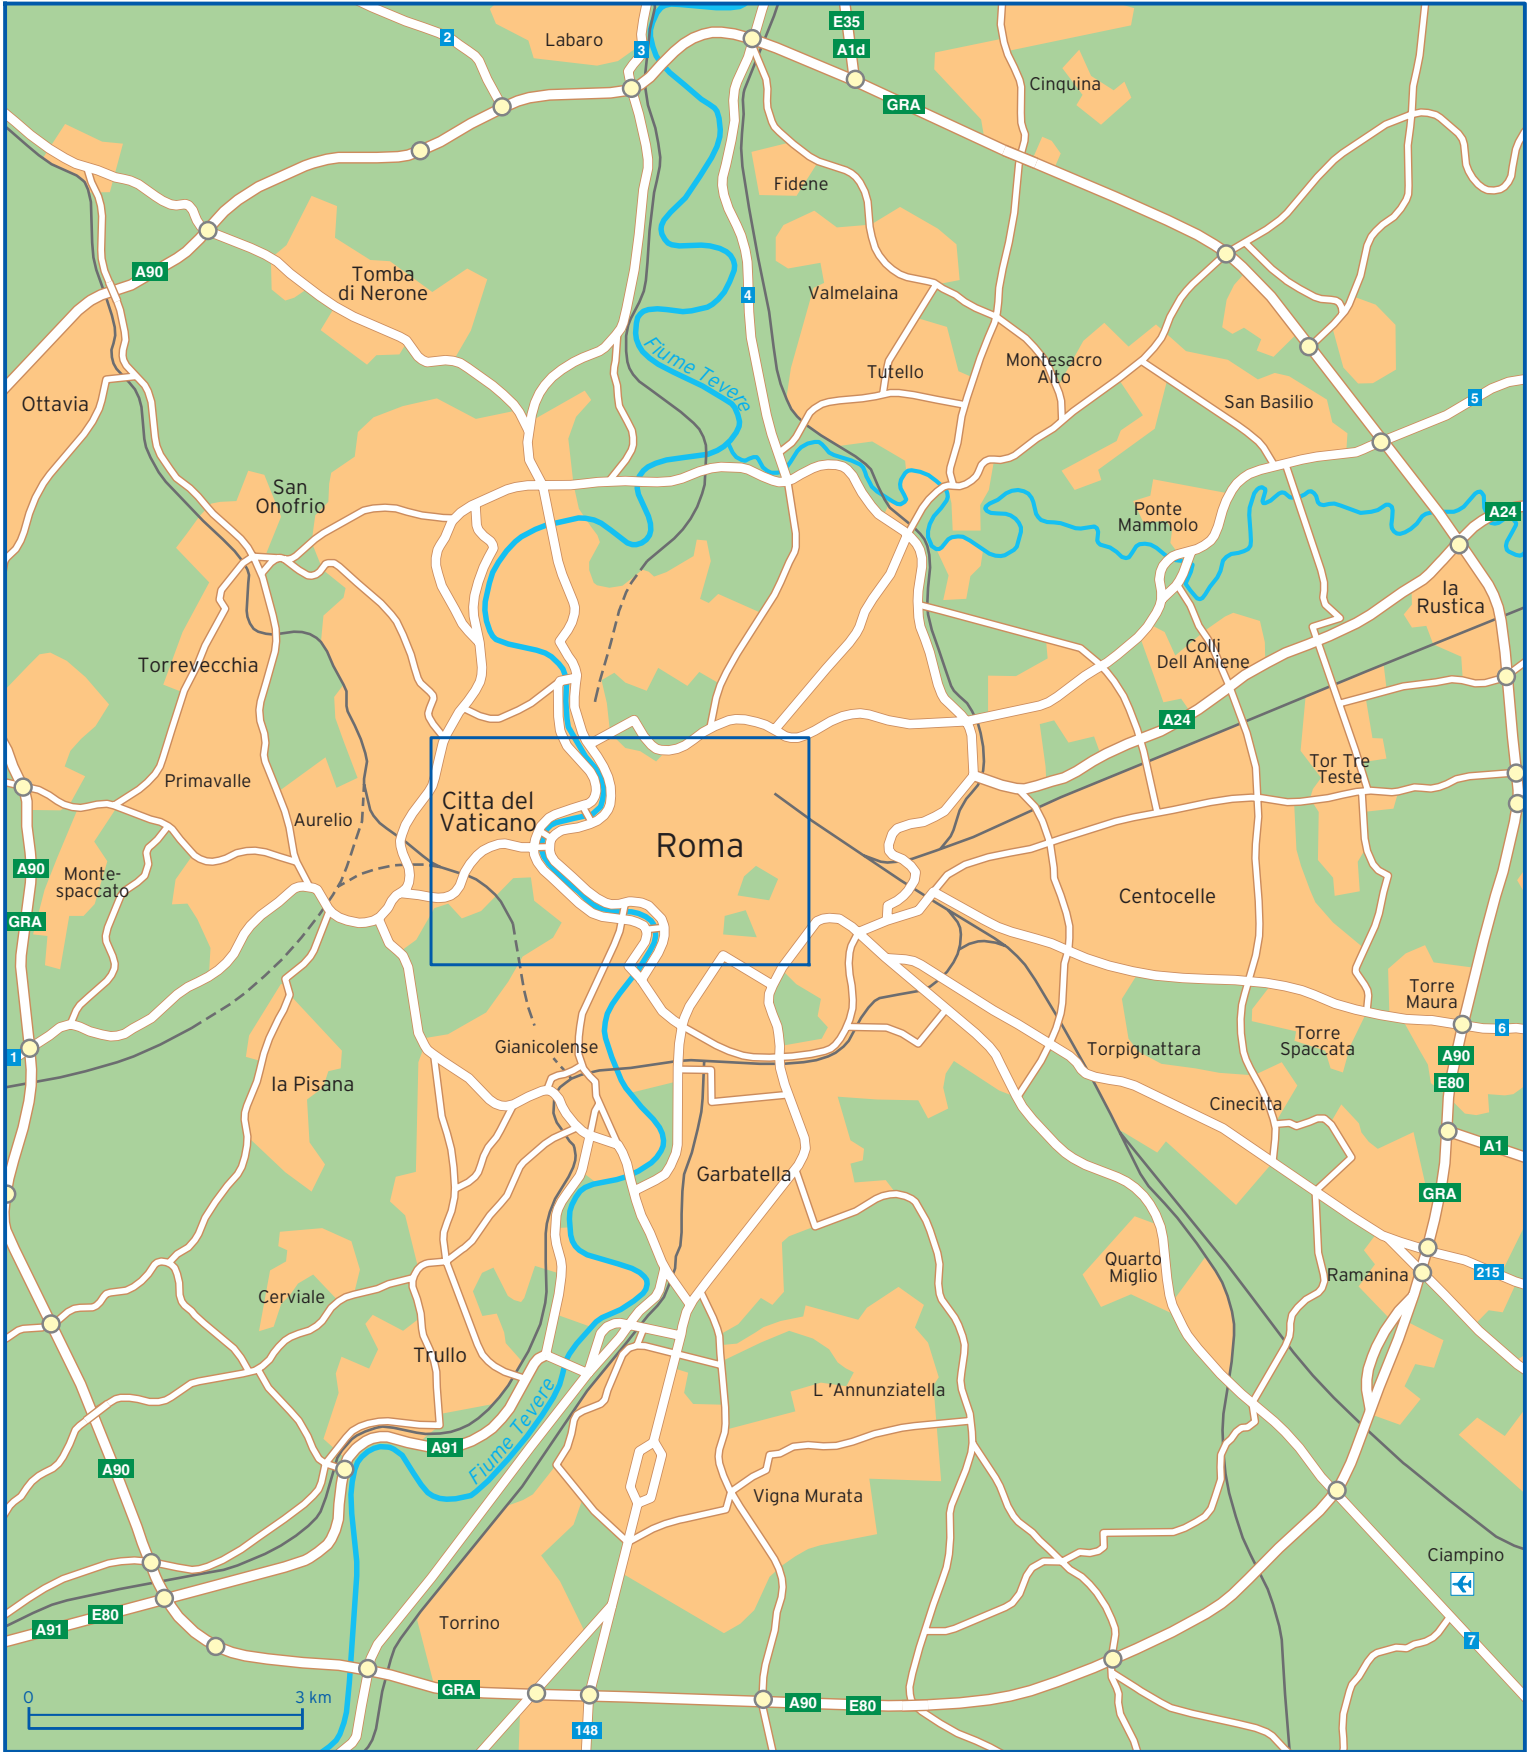 E35
2
Labaro
3
A1d
Cinquina
GRA
Fidene
A90
Tomba
di Nerone
4
Valmelaina
Fiume Tevere
Tutello
Montesacro
Alto
Ottavia
San Basilio
5
San
Onofrio
Ponte
Mammolo
A24
la
Rustica
Torrevecchia
Colli
Dell Aniene
A24
Primavalle
Tor Tre
Teste
Citta del
Vaticano
Aurelio
Roma
A90
Monte-
spaccato
Centocelle
GRA
Torre
Maura
6
Gianicolense
Torpignattara
Torre
Spaccata
A90
1
la Pisana
E80
Cinecitta
A1
Garbatella
GRA
Quarto
Miglio
Ramanina
215
Cerviale
Trullo
L 'Annunziatella
Fiume Tevere
A91
A90
Vigna Murata
Ciampino
E80
A91
Torrino
7
GRA
0
3 km
A90
E80
148